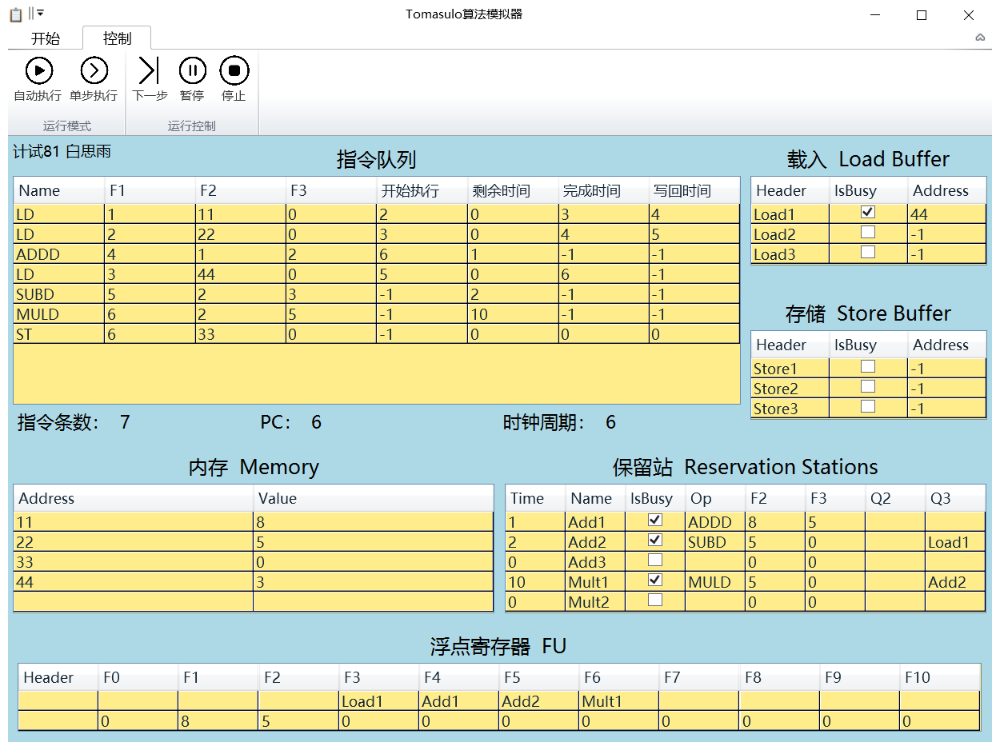 Tomasulo算法模拟器
开始 控制
自动执行 单步执行 下一步 暂停 停止
运行模式 运行控制
计试81 白思雨
指令队列
Name F1 F2 F3 开始执行 剩余时间 完成时间 写回时间
LD 1 11 0 2 0 3 4
LD 2 22 0 3 0 4 5
ADDD 4 1 2 6 1 -1 -1
LD 3 44 0 5 0 6 -1
SUBD 5 2 3 -1 2 -1 -1
MULD 6 2 5 -1 10 -1 -1
ST 6 33 0 -1 0 0 0
载入 Load Buffer
Header IsBusy Address
Load1 44
Load2 -1
Load3 -1
存储 Store Buffer
Header IsBusy Address
Store1 -1
Store2 -1
Store3 -1
指令条数： 7 PC： 6 时钟周期： 6
内存 Memory
Address Value
11 8
22 5
33 0
44 3
保留站 Reservation Stations
Time Name IsBusy Op F2 F3 Q2 Q3
1 Add1 ADDD 8 5
2 Add2 SUBD 5 0 Load1
0 Add3 0 0
10 Mult1 MULD 5 0 Add2
0 Mult2 0 0
浮点寄存器 FU
Header F0 F1 F2 F3 F4 F5 F6 F7 F8 F9 F10
Load1 Add1 Add2 Mult1
0 8 5 0 0 0 0 0 0 0 0